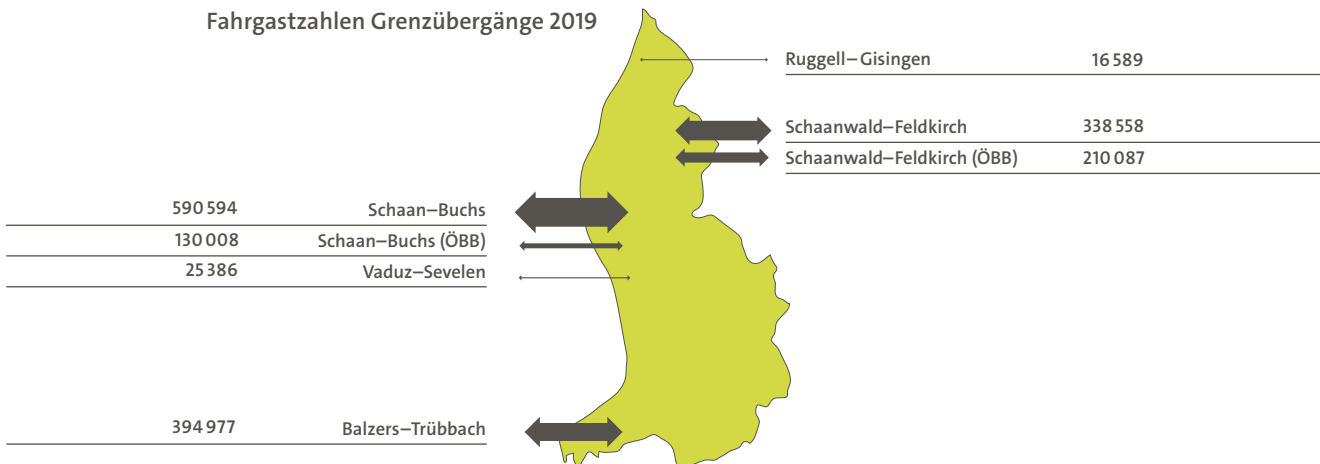 Fahrgastzahlen Grenzübergänge 2019
Ruggell–Gisingen 16 589
Schaanwald–Feldkirch 338 558
Schaanwald–Feldkirch (ÖBB) 210 087
590 594 Schaan–Buchs
130 008 Schaan–Buchs (ÖBB)
25 386 Vaduz–Sevelen
394 977 Balzers–Trübbach